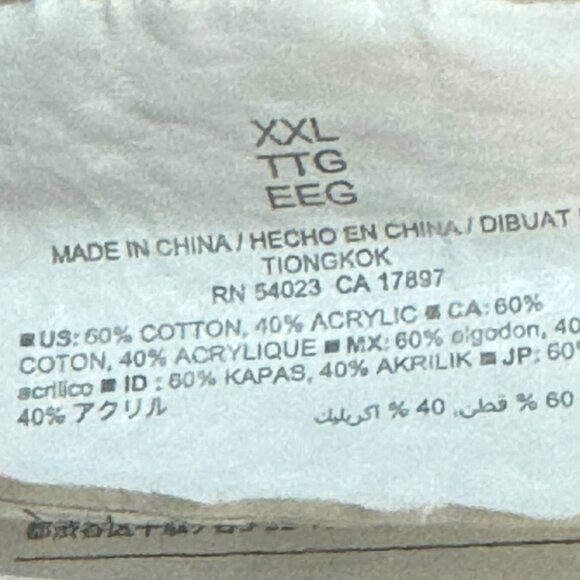 XXL
TTG
EEG
MADE IN CHINA / HECHO EN CHINA / DIBUAT
TIONGKOK
RN 54023 CA 17897
US: 60% COTTON, 40% ACRYLIC CA: 60%
COTON, 40% ACRYLIQUE MX: 60% algodon, 40
acrilico ID : 60% KAPAS, 40% AKRILIK JP: 60%
40% アクリル 60 % قطن, 40 % اكريليك